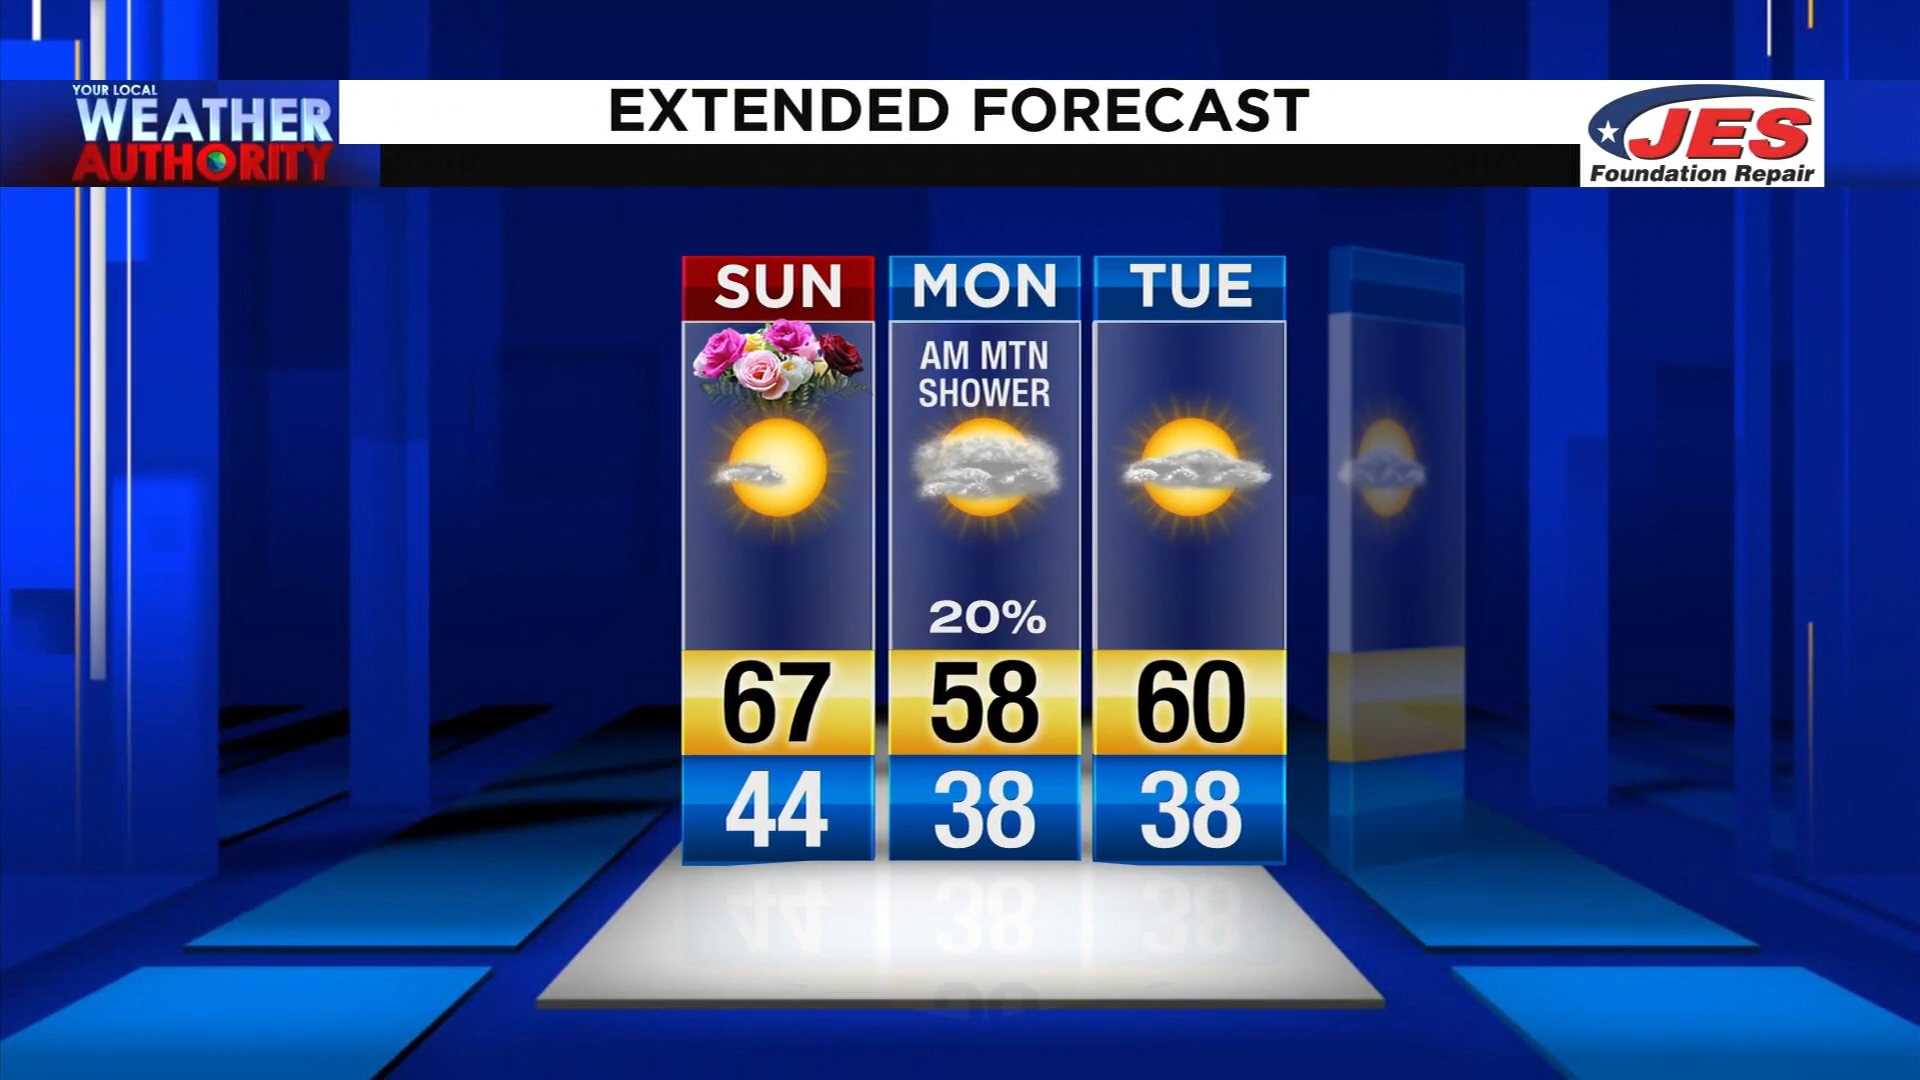 YOUR LOCAL
WEATHER
AUTHORITY
EXTENDED FORECAST
JES
Foundation Repair
SUN
MON
TUE
AM MTN
SHOWER
20%
67
58
60
44
38
38